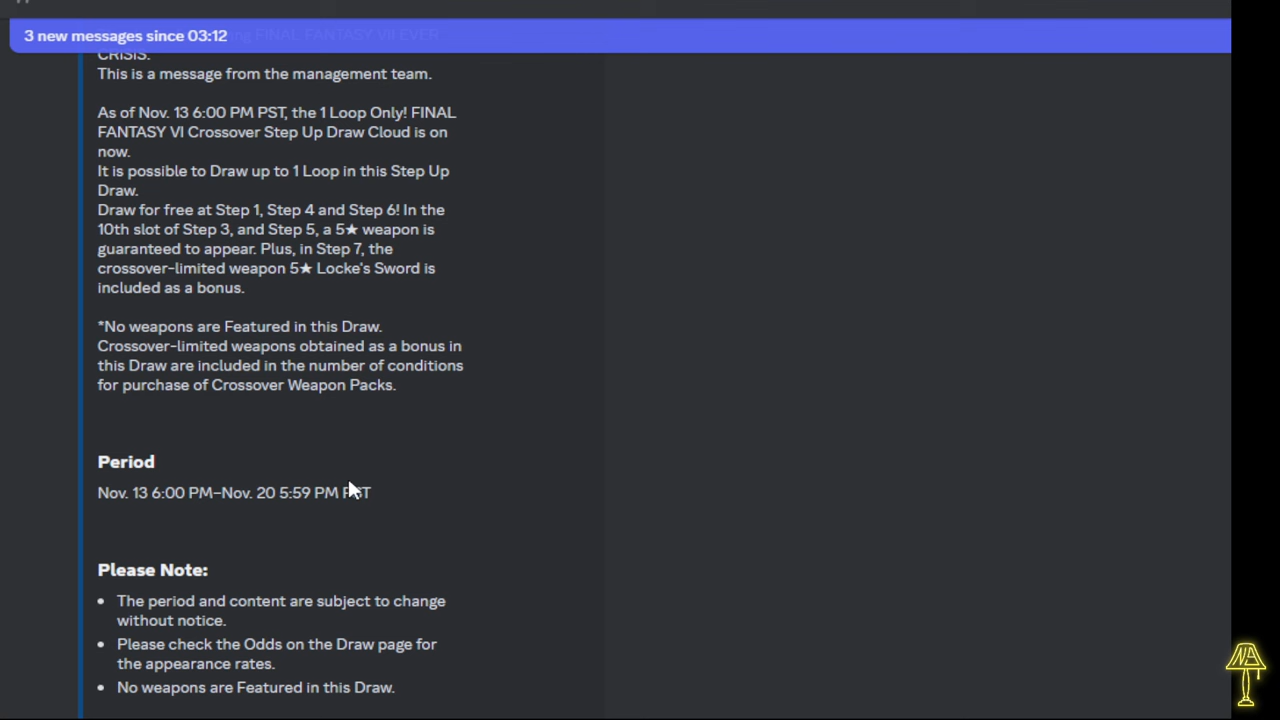 3 new messages since 03:12
FINAL FANTASY VII EVER
CRISIS.
This is a message from the management team.
As of Nov. 13 6:00 PM PST, the 1 Loop Only! FINAL
FANTASY VI Crossover Step Up Draw Cloud is on
now.
It is possible to Draw up to 1 Loop in this Step Up
Draw.
Draw for free at Step 1, Step 4 and Step 6! In the
10th slot of Step 3, and Step 5, a 5★ weapon is
guaranteed to appear. Plus, in Step 7, the
crossover-limited weapon 5★ Locke's Sword is
included as a bonus.
*No weapons are Featured in this Draw.
Crossover-limited weapons obtained as a bonus in
this Draw are included in the number of conditions
for purchase of Crossover Weapon Packs.
Period
Nov. 13 6:00 PM–Nov. 20 5:59 PM PST
Please Note:
• The period and content are subject to change
without notice.
• Please check the Odds on the Draw page for
the appearance rates.
• No weapons are Featured in this Draw.
NA